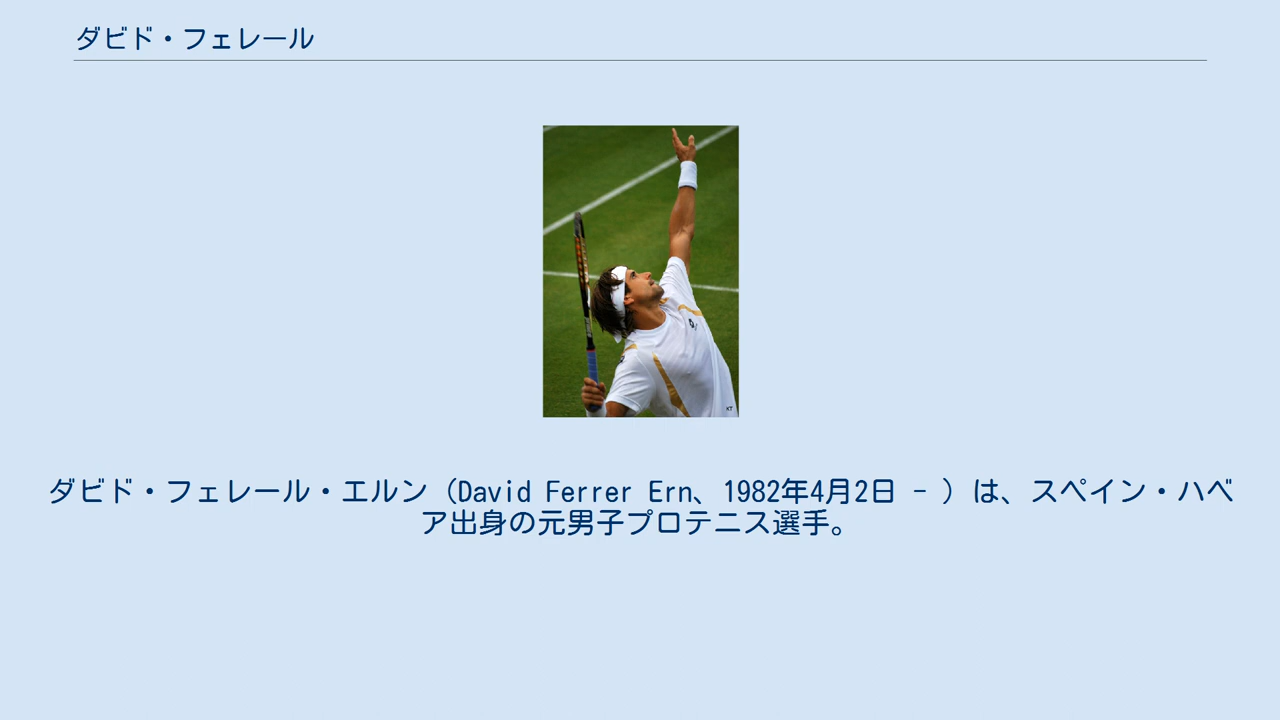 ダビド・フェレール
KT
ダビド・フェレール・エルン（David Ferrer Ern、1982年4月2日 - ）は、スペイン・ハベ
ア出身の元男子プロテニス選手。